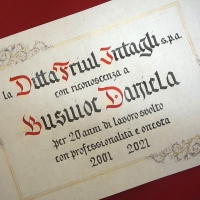 la Ditta Friul Intagli s.p.a.
con riconoscenza a
Busuioc Daniela
per 20 anni di lavoro svolto
con professionalità e onestà
2001 2021